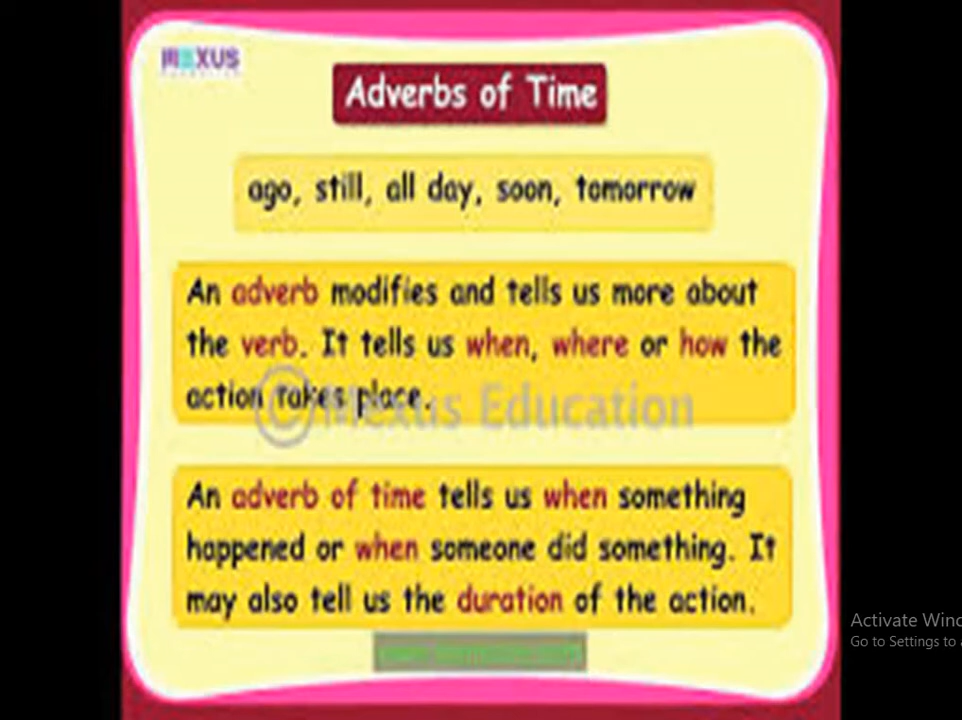 MEXUS
Adverbs of Time
ago, still, all day, soon, tomorrow
An adverb modifies and tells us more about
the verb. It tells us when, where or how the
action takes place.
© Mexus Education
An adverb of time tells us when something
happened or when someone did something. It
may also tell us the duration of the action.
Activate Wind
Go to Settings to a